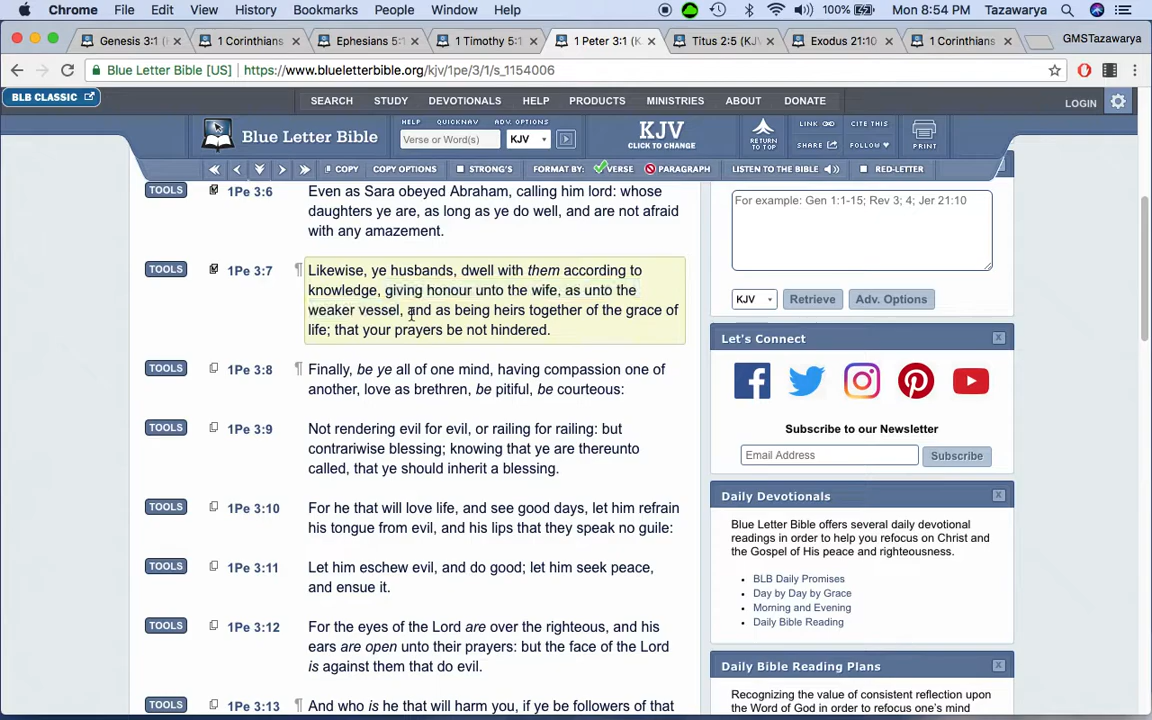 Chrome File Edit View History Bookmarks People Window Help 100% Mon 8:54 PM Tazawarya
Genesis 3:1 ( 1 Corinthians Ephesians 5: 1 Timothy 5:1 1 Peter 3:1 ( Titus 2:5 (KJV Exodus 21:10 1 Corinthians GMSTazawarya
Blue Letter Bible [US] https://www.blueletterbible.org/kjv/1pe/3/1/s_1154006
BLB CLASSIC SEARCH STUDY DEVOTIONALS HELP PRODUCTS MINISTRIES ABOUT DONATE LOGIN
HELP QUICKNAV ADV. OPTIONS
Blue Letter Bible Verse or Word(s) KJV
KJV
CLICK TO CHANGE
RETURN
TO TOP
LINK CITE THIS
SHARE FOLLOW PRINT
COPY COPY OPTIONS STRONG'S FORMAT BY: VERSE PARAGRAPH LISTEN TO THE BIBLE RED-LETTER
TOOLS 1Pe 3:6 Even as Sara obeyed Abraham, calling him lord: whose
daughters ye are, as long as ye do well, and are not afraid
with any amazement.
TOOLS 1Pe 3:7 ¶ Likewise, ye husbands, dwell with them according to
knowledge, giving honour unto the wife, as unto the
weaker vessel, and as being heirs together of the grace of
life; that your prayers be not hindered.
TOOLS 1Pe 3:8 ¶ Finally, be ye all of one mind, having compassion one of
another, love as brethren, be pitiful, be courteous:
TOOLS 1Pe 3:9 Not rendering evil for evil, or railing for railing: but
contrariwise blessing; knowing that ye are thereunto
called, that ye should inherit a blessing.
TOOLS 1Pe 3:10 For he that will love life, and see good days, let him refrain
his tongue from evil, and his lips that they speak no guile:
TOOLS 1Pe 3:11 Let him eschew evil, and do good; let him seek peace,
and ensue it.
TOOLS 1Pe 3:12 For the eyes of the Lord are over the righteous, and his
ears are open unto their prayers: but the face of the Lord
is against them that do evil.
TOOLS 1Pe 3:13 ¶ And who is he that will harm you, if ye be followers of that
For example: Gen 1:1-15; Rev 3; 4; Jer 21:10
KJV Retrieve Adv. Options
Let's Connect
Subscribe to our Newsletter
Email Address Subscribe
Daily Devotionals
Blue Letter Bible offers several daily devotional
readings in order to help you refocus on Christ and
the Gospel of His peace and righteousness.
• BLB Daily Promises
• Day by Day by Grace
• Morning and Evening
• Daily Bible Reading
Daily Bible Reading Plans
Recognizing the value of consistent reflection upon
the Word of God in order to refocus one's mind